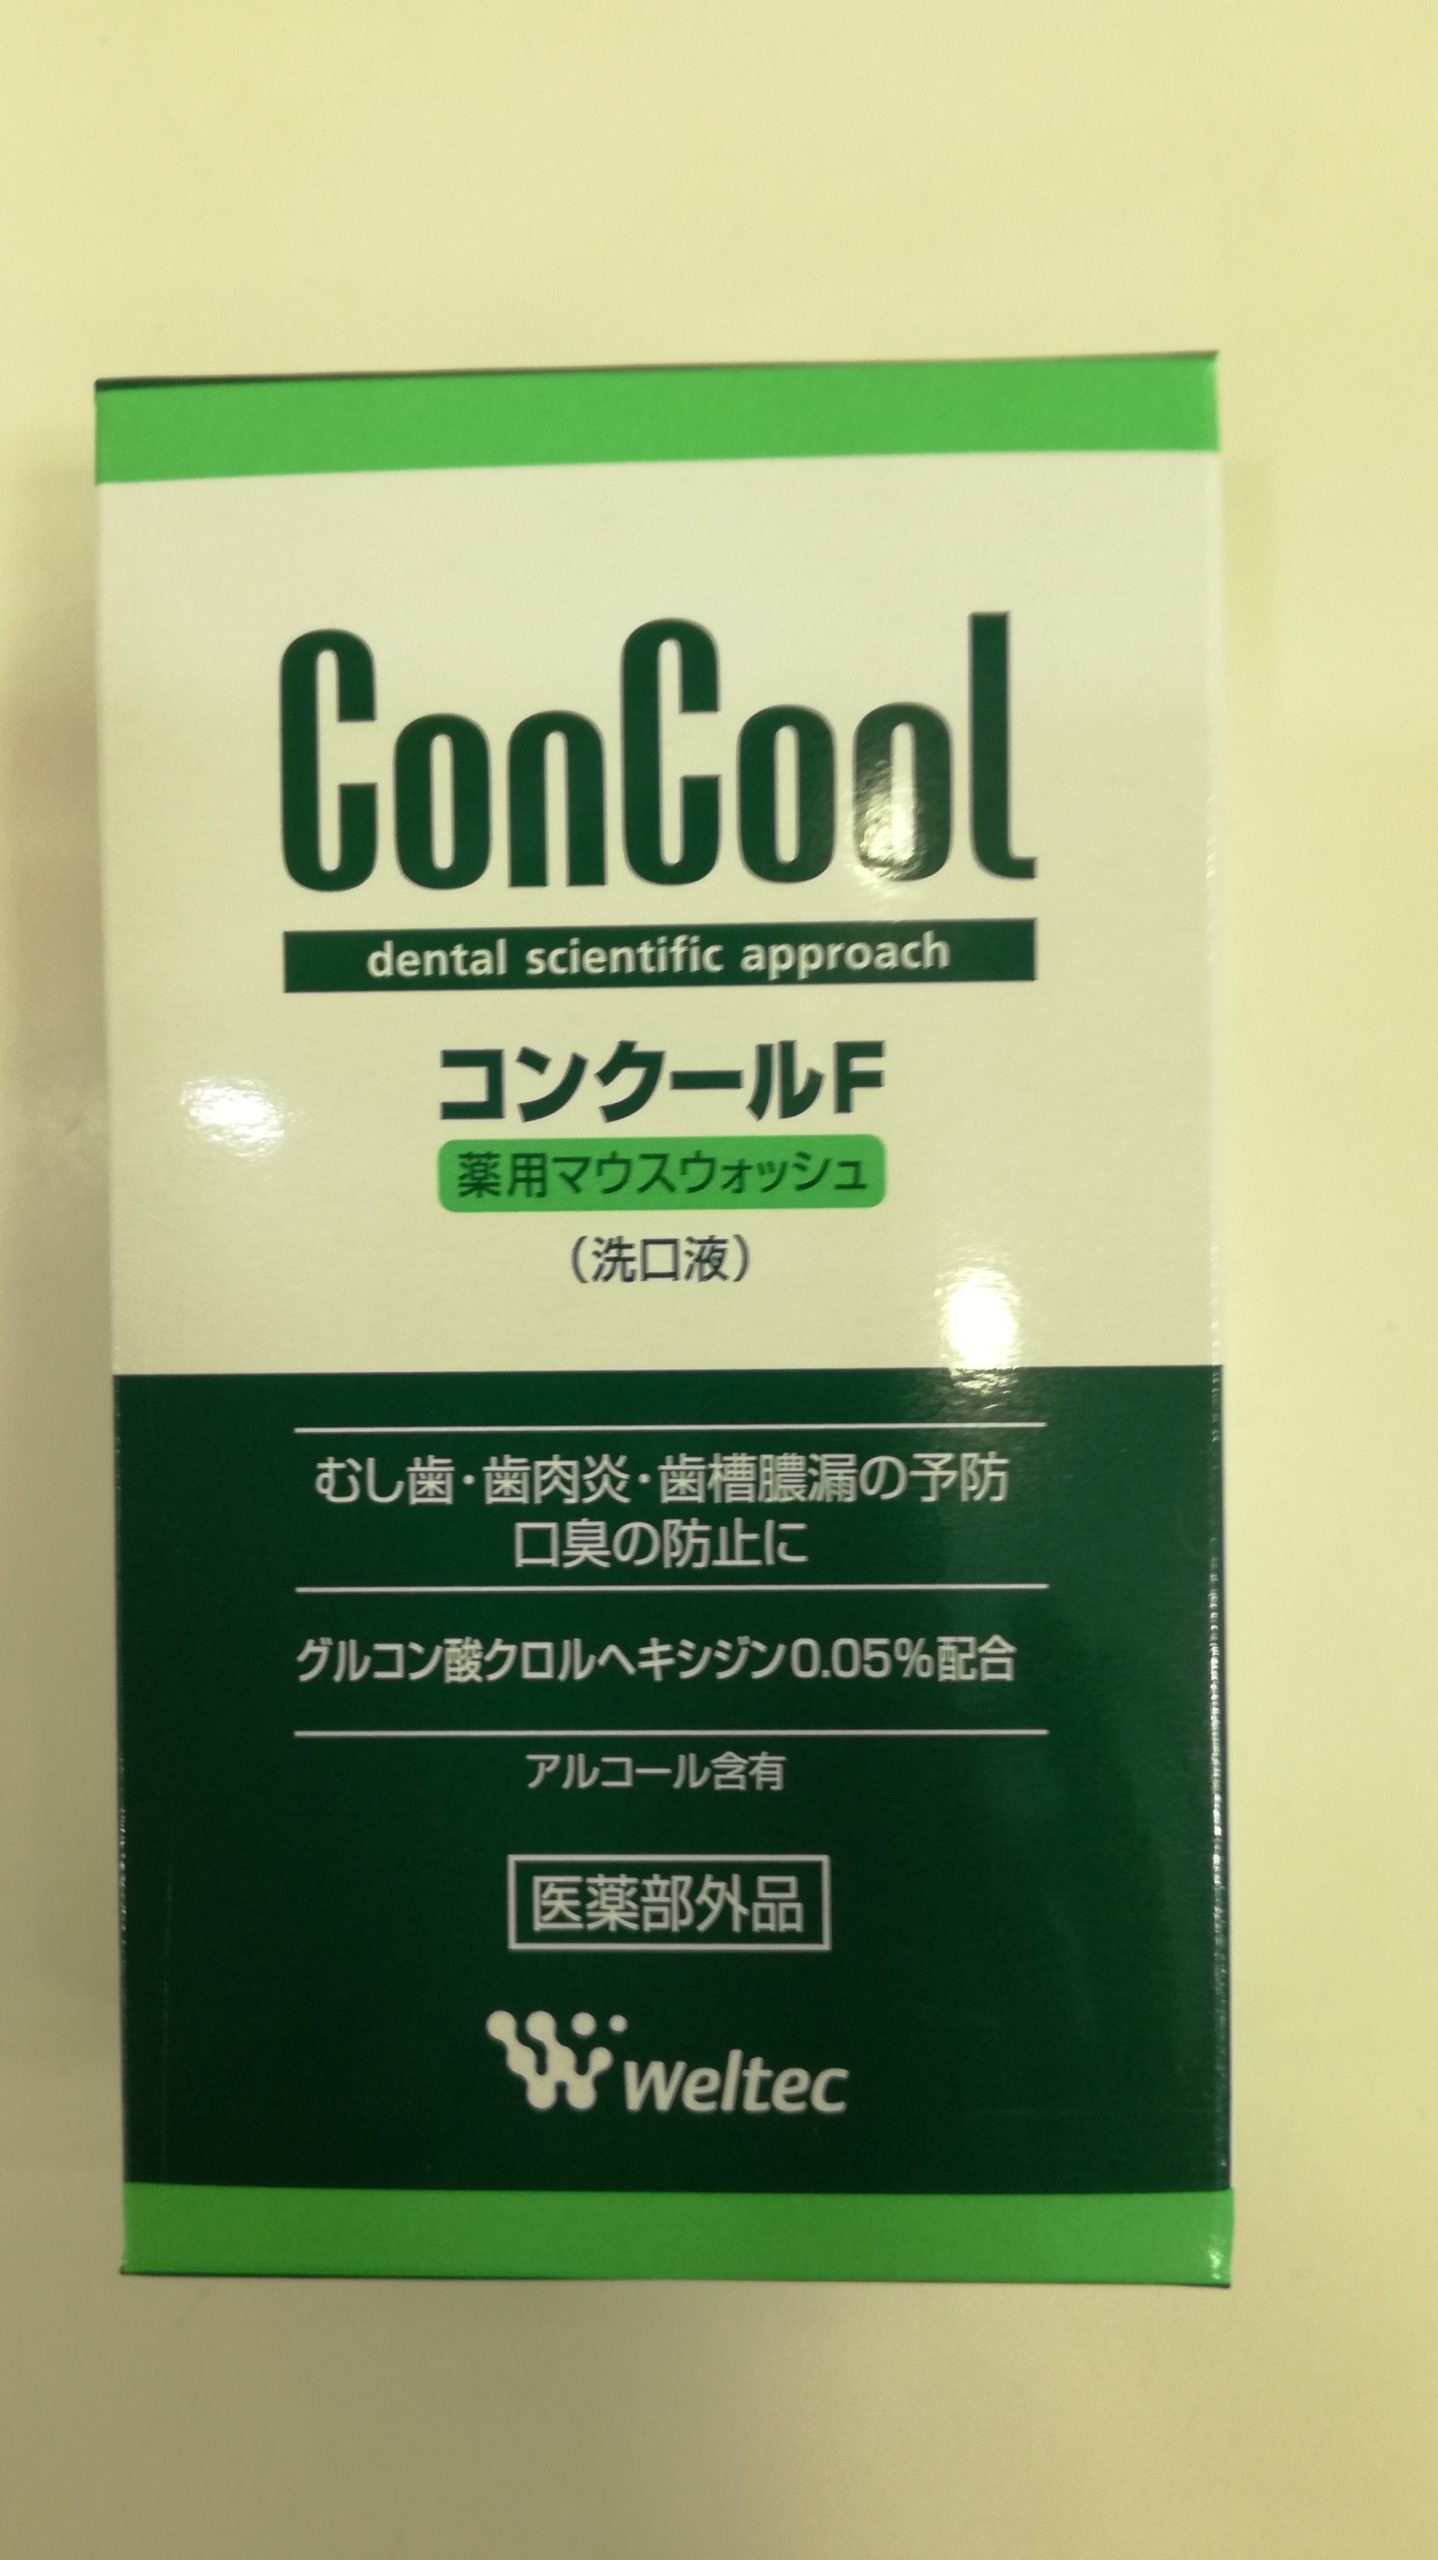 ConCool
dental scientific approach
コンクールF
薬用マウスウォッシュ
（洗口液）
むし歯・歯肉炎・歯槽膿漏の予防
口臭の防止に
グルコン酸クロルヘキシジン0.05%配合
アルコール含有
医薬部外品
weltec